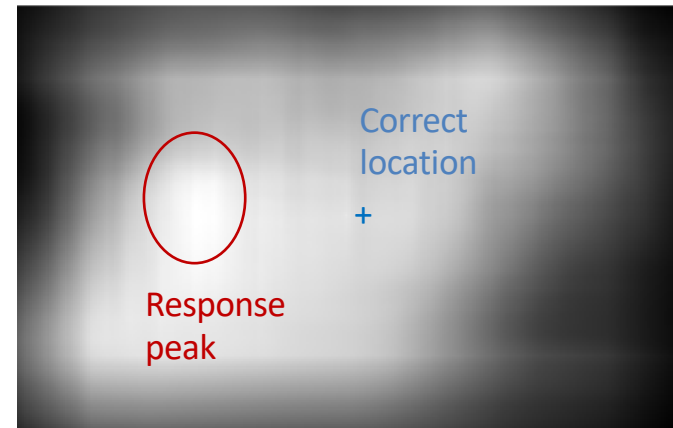 Correct
location
+
Response
peak